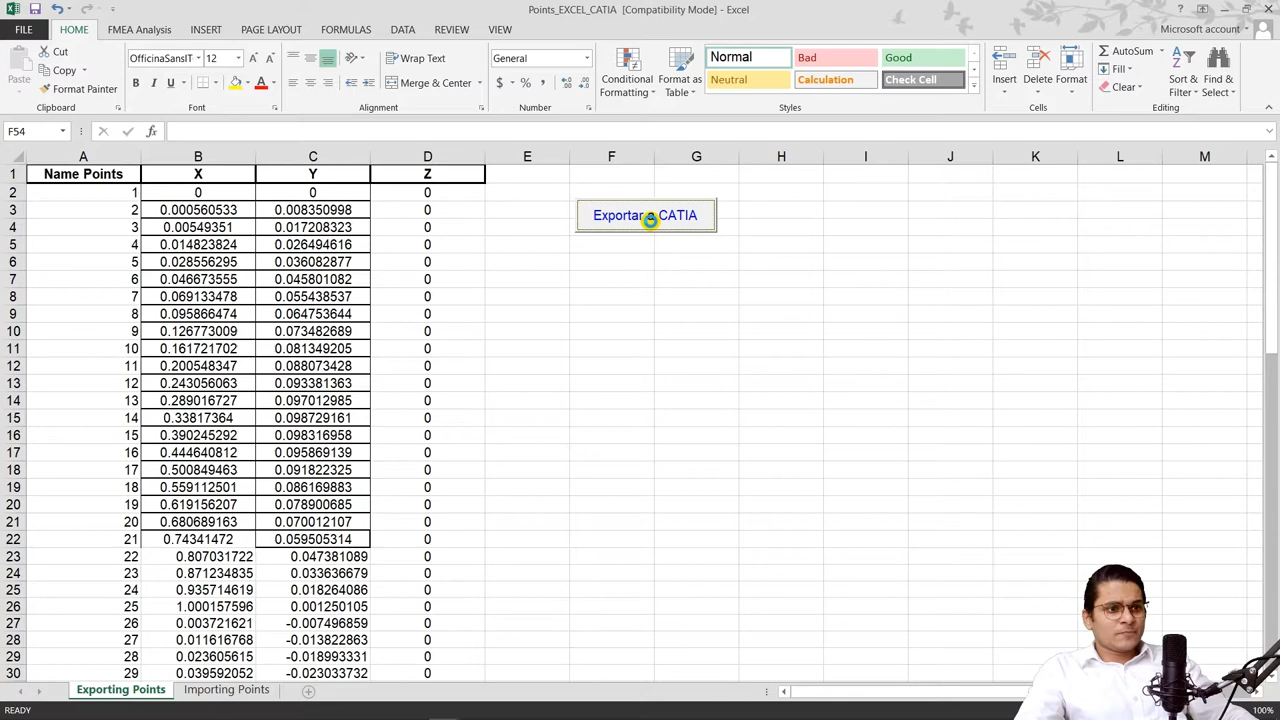 Points_EXCEL_CATIA [Compatibility Mode] - Excel
FILE HOME FMEA Analysis INSERT PAGE LAYOUT FORMULAS DATA REVIEW VIEW Microsoft account
Paste Cut Copy Format Painter
OfficinaSansIT 12
Wrap Text
Merge & Center
General
Conditional Formatting
Format as Table
Normal Bad Good
Neutral Calculation Check Cell
Insert Delete Format
AutoSum Fill Clear
Sort & Filter
Find & Select
Clipboard Font Alignment Number Styles Cells Editing
F54 fx
A B C D E F G H I J K L M
1 Name Points X Y Z
2 1 0 0 0
3 2 0.000560533 0.008350998 0
Exportar a CATIA
4 3 0.00549351 0.017208323 0
5 4 0.014823824 0.026494616 0
6 5 0.028556295 0.036082877 0
7 6 0.046673555 0.045801082 0
8 7 0.069133478 0.055438537 0
9 8 0.095866474 0.064753644 0
10 9 0.126773009 0.073482689 0
11 10 0.161721702 0.081349205 0
12 11 0.200548347 0.088073428 0
13 12 0.243056063 0.093381363 0
14 13 0.289016727 0.097012985 0
15 14 0.33817364 0.098729161 0
16 15 0.390245292 0.098316958 0
17 16 0.444640812 0.095869139 0
18 17 0.500849463 0.091822325 0
19 18 0.559112501 0.086169883 0
20 19 0.619156207 0.078900685 0
21 20 0.680689163 0.070012107 0
22 21 0.74341472 0.059505314 0
23 22 0.807031722 0.047381089 0
24 23 0.871234835 0.033636679 0
25 24 0.935714619 0.018264086 0
26 25 1.000157596 0.001250105 0
27 26 0.003721621 -0.007496859 0
28 27 0.011616768 -0.013822863 0
29 28 0.023605615 -0.018993331 0
30 29 0.039592052 -0.023033732 0
Exporting Points Importing Points
READY 100%